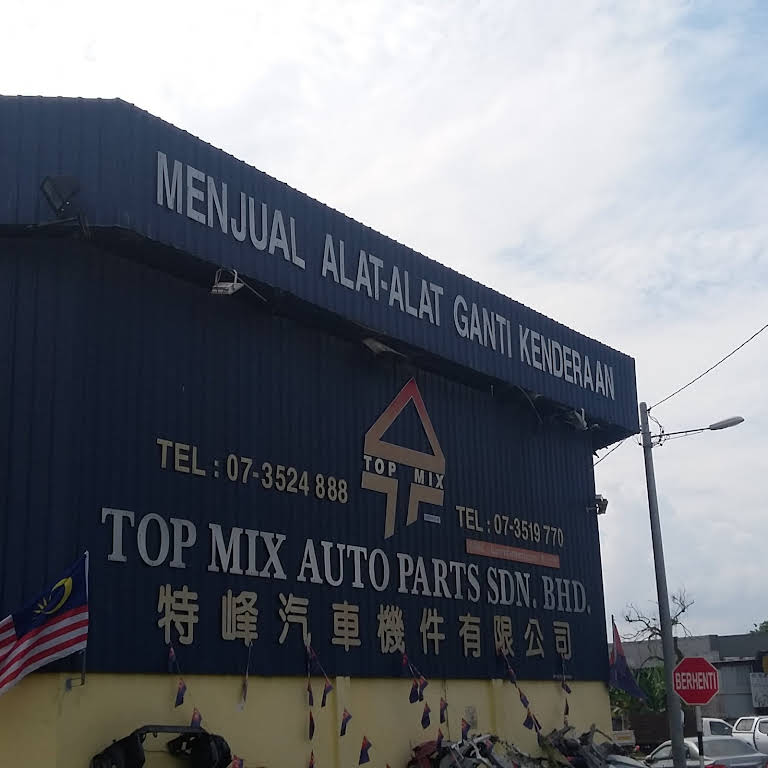 MENJUAL ALAT-ALAT GANTI KENDERAAN
TOP MIX
TEL : 07-3524 888
TEL : 07-3519 770
TOP MIX AUTO PARTS SDN. BHD.
特峰汽車機件有限公司
BERHENTI